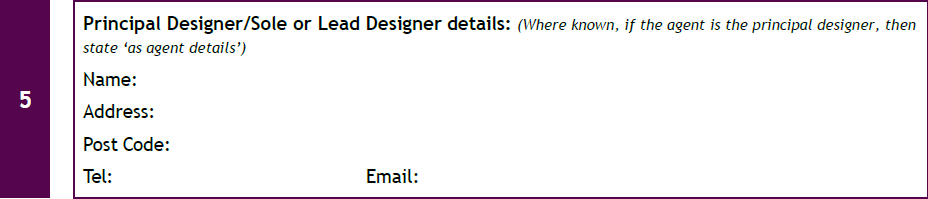 Principal Designer/Sole or Lead Designer details: (Where known, if the agent is the principal designer, then
state ‘as agent details’)
Name:
5
Address:
Post Code:
Tel: Email: